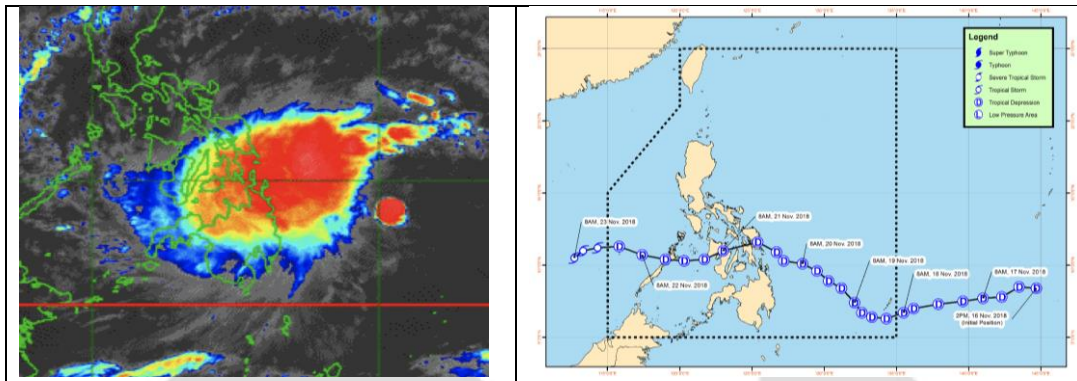 Legend
Super Typhoon
Typhoon
Severe Tropical Storm
Tropical Storm
D Tropical Depression
L Low Pressure Area
8AM, 23 Nov. 2018
8AM, 21 Nov. 2018
8AM, 20 Nov. 2018
8AM, 19 Nov. 2018
8AM, 18 Nov. 2018
8AM, 17 Nov. 2018
8AM, 22 Nov. 2018
2PM, 16 Nov. 2018
(Initial Position)